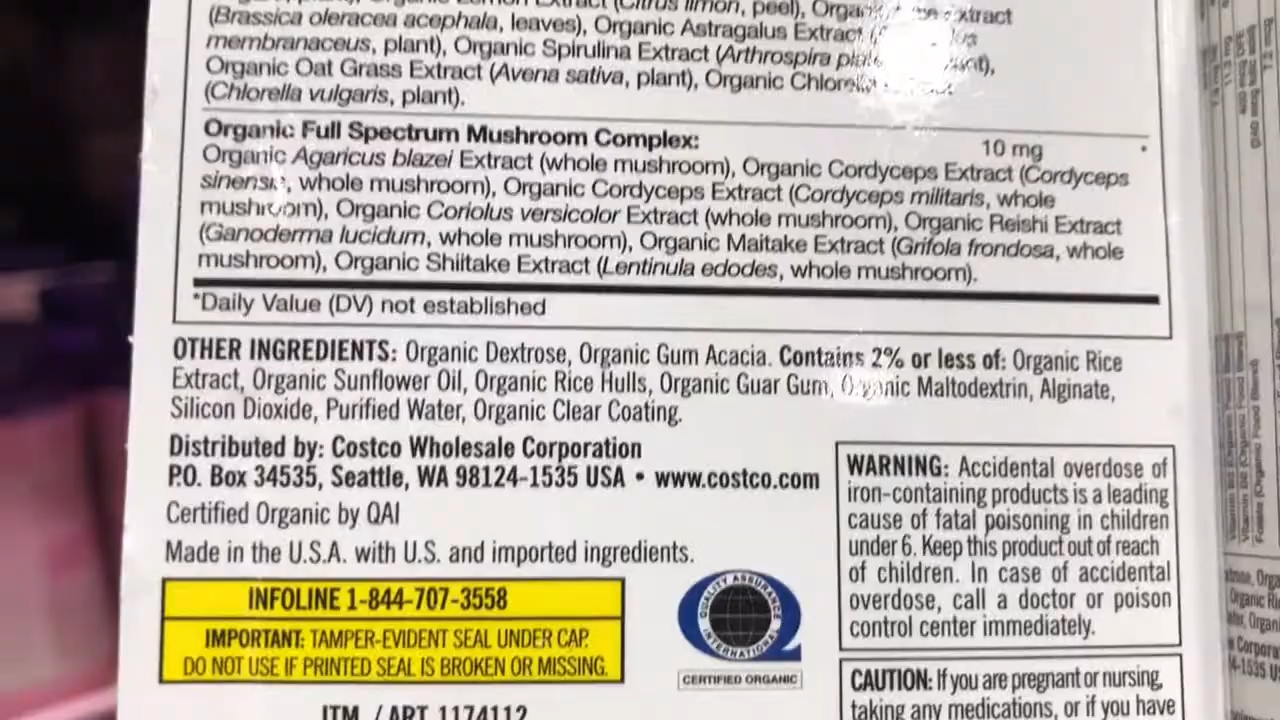 Extract (Citrus limon, peel),
(Brassica oleracea acephala, leaves), Organic Astragalus Extract
membranaceus, plant), Organic Spirulina Extract (Arthrospira
Organic Oat Grass Extract (Avena sativa, plant), Organic
(Chlorella vulgaris, plant).
Organic Full Spectrum Mushroom Complex: 10 mg *
Organic Agaricus blazei Extract (whole mushroom), Organic Cordyceps Extract (Cordyceps
sinensis, whole mushroom), Organic Cordyceps Extract (Cordyceps militaris, whole
mushroom), Organic Coriolus versicolor Extract (whole mushroom), Organic Reishi Extract
(Ganoderma lucidum, whole mushroom), Organic Maitake Extract (Grifola frondosa, whole
mushroom), Organic Shiitake Extract (Lentinula edodes, whole mushroom).
*Daily Value (DV) not established
OTHER INGREDIENTS: Organic Dextrose, Organic Gum Acacia. Contains 2% or less of: Organic Rice
Extract, Organic Sunflower Oil, Organic Rice Hulls, Organic Guar Gum, Organic Maltodextrin, Alginate,
Silicon Dioxide, Purified Water, Organic Clear Coating.
Distributed by: Costco Wholesale Corporation
P.O. Box 34535, Seattle, WA 98124-1535 USA • www.costco.com
Certified Organic by QAI
Made in the U.S.A. with U.S. and imported ingredients.
INFOLINE 1-844-707-3558
IMPORTANT: TAMPER-EVIDENT SEAL UNDER CAP.
DO NOT USE IF PRINTED SEAL IS BROKEN OR MISSING.
ITM. / ART. 1174112
QUALITY ASSURANCE
INTERNATIONAL
CERTIFIED ORGANIC
WARNING: Accidental overdose of
iron-containing products is a leading
cause of fatal poisoning in children
under 6. Keep this product out of reach
of children. In case of accidental
overdose, call a doctor or poison
control center immediately.
CAUTION: If you are pregnant or nursing,
taking any medications, or if you have